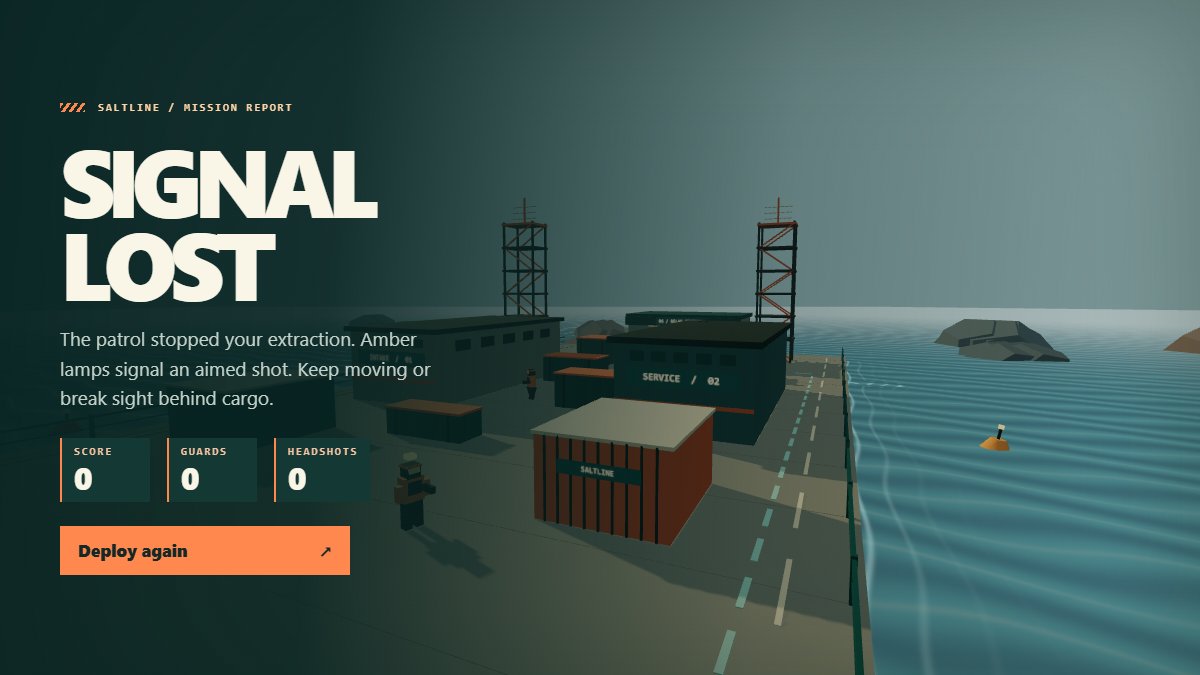 SALTLINE / MISSION REPORT
SIGNAL
LOST
The patrol stopped your extraction. Amber
lamps signal an aimed shot. Keep moving or
break sight behind cargo.
SCORE
0
GUARDS
0
HEADSHOTS
0
Deploy again ↗
SERVICE / 02
SALTLINE